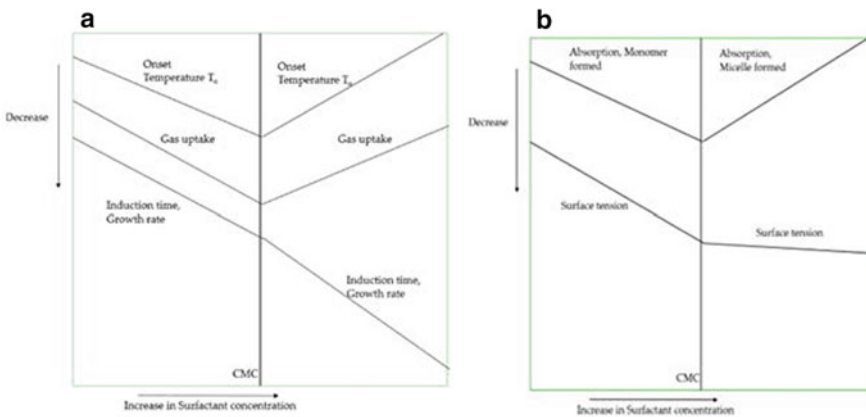 a
Onset
Temperature Tₒ
Onset
Temperature Tₒ
Decrease
Gas uptake
Gas uptake
Induction time,
Growth rate
Induction time,
Growth rate
CMC
Increase in Surfactant concentration
b
Absorption, Monomer
formed
Absorption,
Micelle formed
Decrease
Surface tension
Surface tension
CMC
Increase in Surfactant concentration